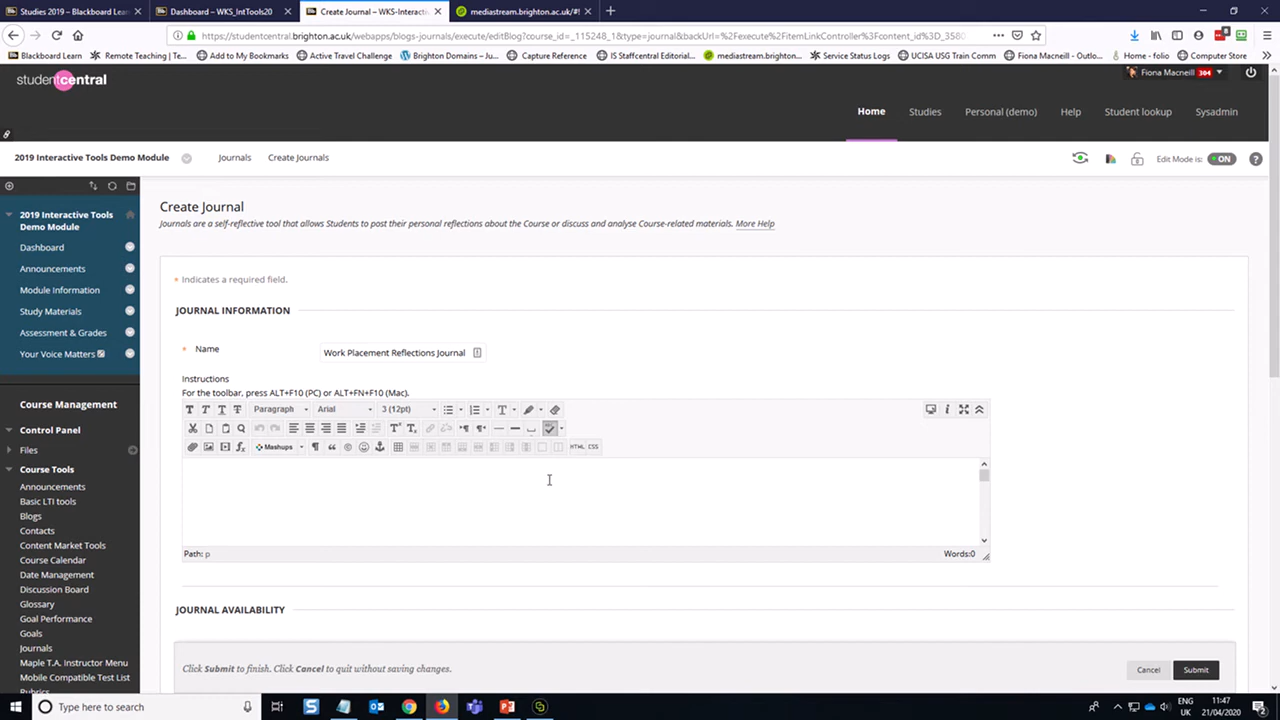 Studies 2019 – Blackboard Lea
Dashboard – WKS_IntTools20
Create Journal – WKS-Interacti
mediastream.brighton.ac.uk/#!
https://studentcentral.brighton.ac.uk/webapps/blogs-journals/execute/editBlog?course_id=_115248_1&type=journal&backUrl=%2Fexecute%2FitemLinkController%3Fcontent_id%3D_3580
Blackboard Learn
Remote Teaching | Te...
Add to My Bookmarks
Active Travel Challenge
Brighton Domains – Ju...
Capture Reference
IS Staffcentral Editorial...
mediastream.brighton....
Service Status Logs
UCISA USG Train Comm
Fiona Macneill – Outlo...
Home - folio
Computer Store
studentcentral
Fiona Macneill 304
Home
Studies
Personal (demo)
Help
Student lookup
Sysadmin
2019 Interactive Tools Demo Module
Journals
Create Journals
Edit Mode is:
ON
?
2019 Interactive Tools
Demo Module
Dashboard
Announcements
Module Information
Study Materials
Assessment & Grades
Your Voice Matters
Course Management
Control Panel
Files
Course Tools
Announcements
Basic LTI tools
Blogs
Contacts
Content Market Tools
Course Calendar
Date Management
Discussion Board
Glossary
Goal Performance
Goals
Journals
Maple T.A. Instructor Menu
Mobile Compatible Test List
Rubrics
Create Journal
Journals are a self-reflective tool that allows Students to post their personal reflections about the Course or discuss and analyse Course-related materials. More Help
* Indicates a required field.
JOURNAL INFORMATION
* Name
Work Placement Reflections Journal
Instructions
For the toolbar, press ALT+F10 (PC) or ALT+FN+F10 (Mac).
T T T T Paragraph Arial 3 (12pt)
Mashups
HTML CSS
Path: p
Words:0
JOURNAL AVAILABILITY
Click Submit to finish. Click Cancel to quit without saving changes.
Cancel
Submit
Type here to search
ENG
UK
11:47
21/04/2020
2